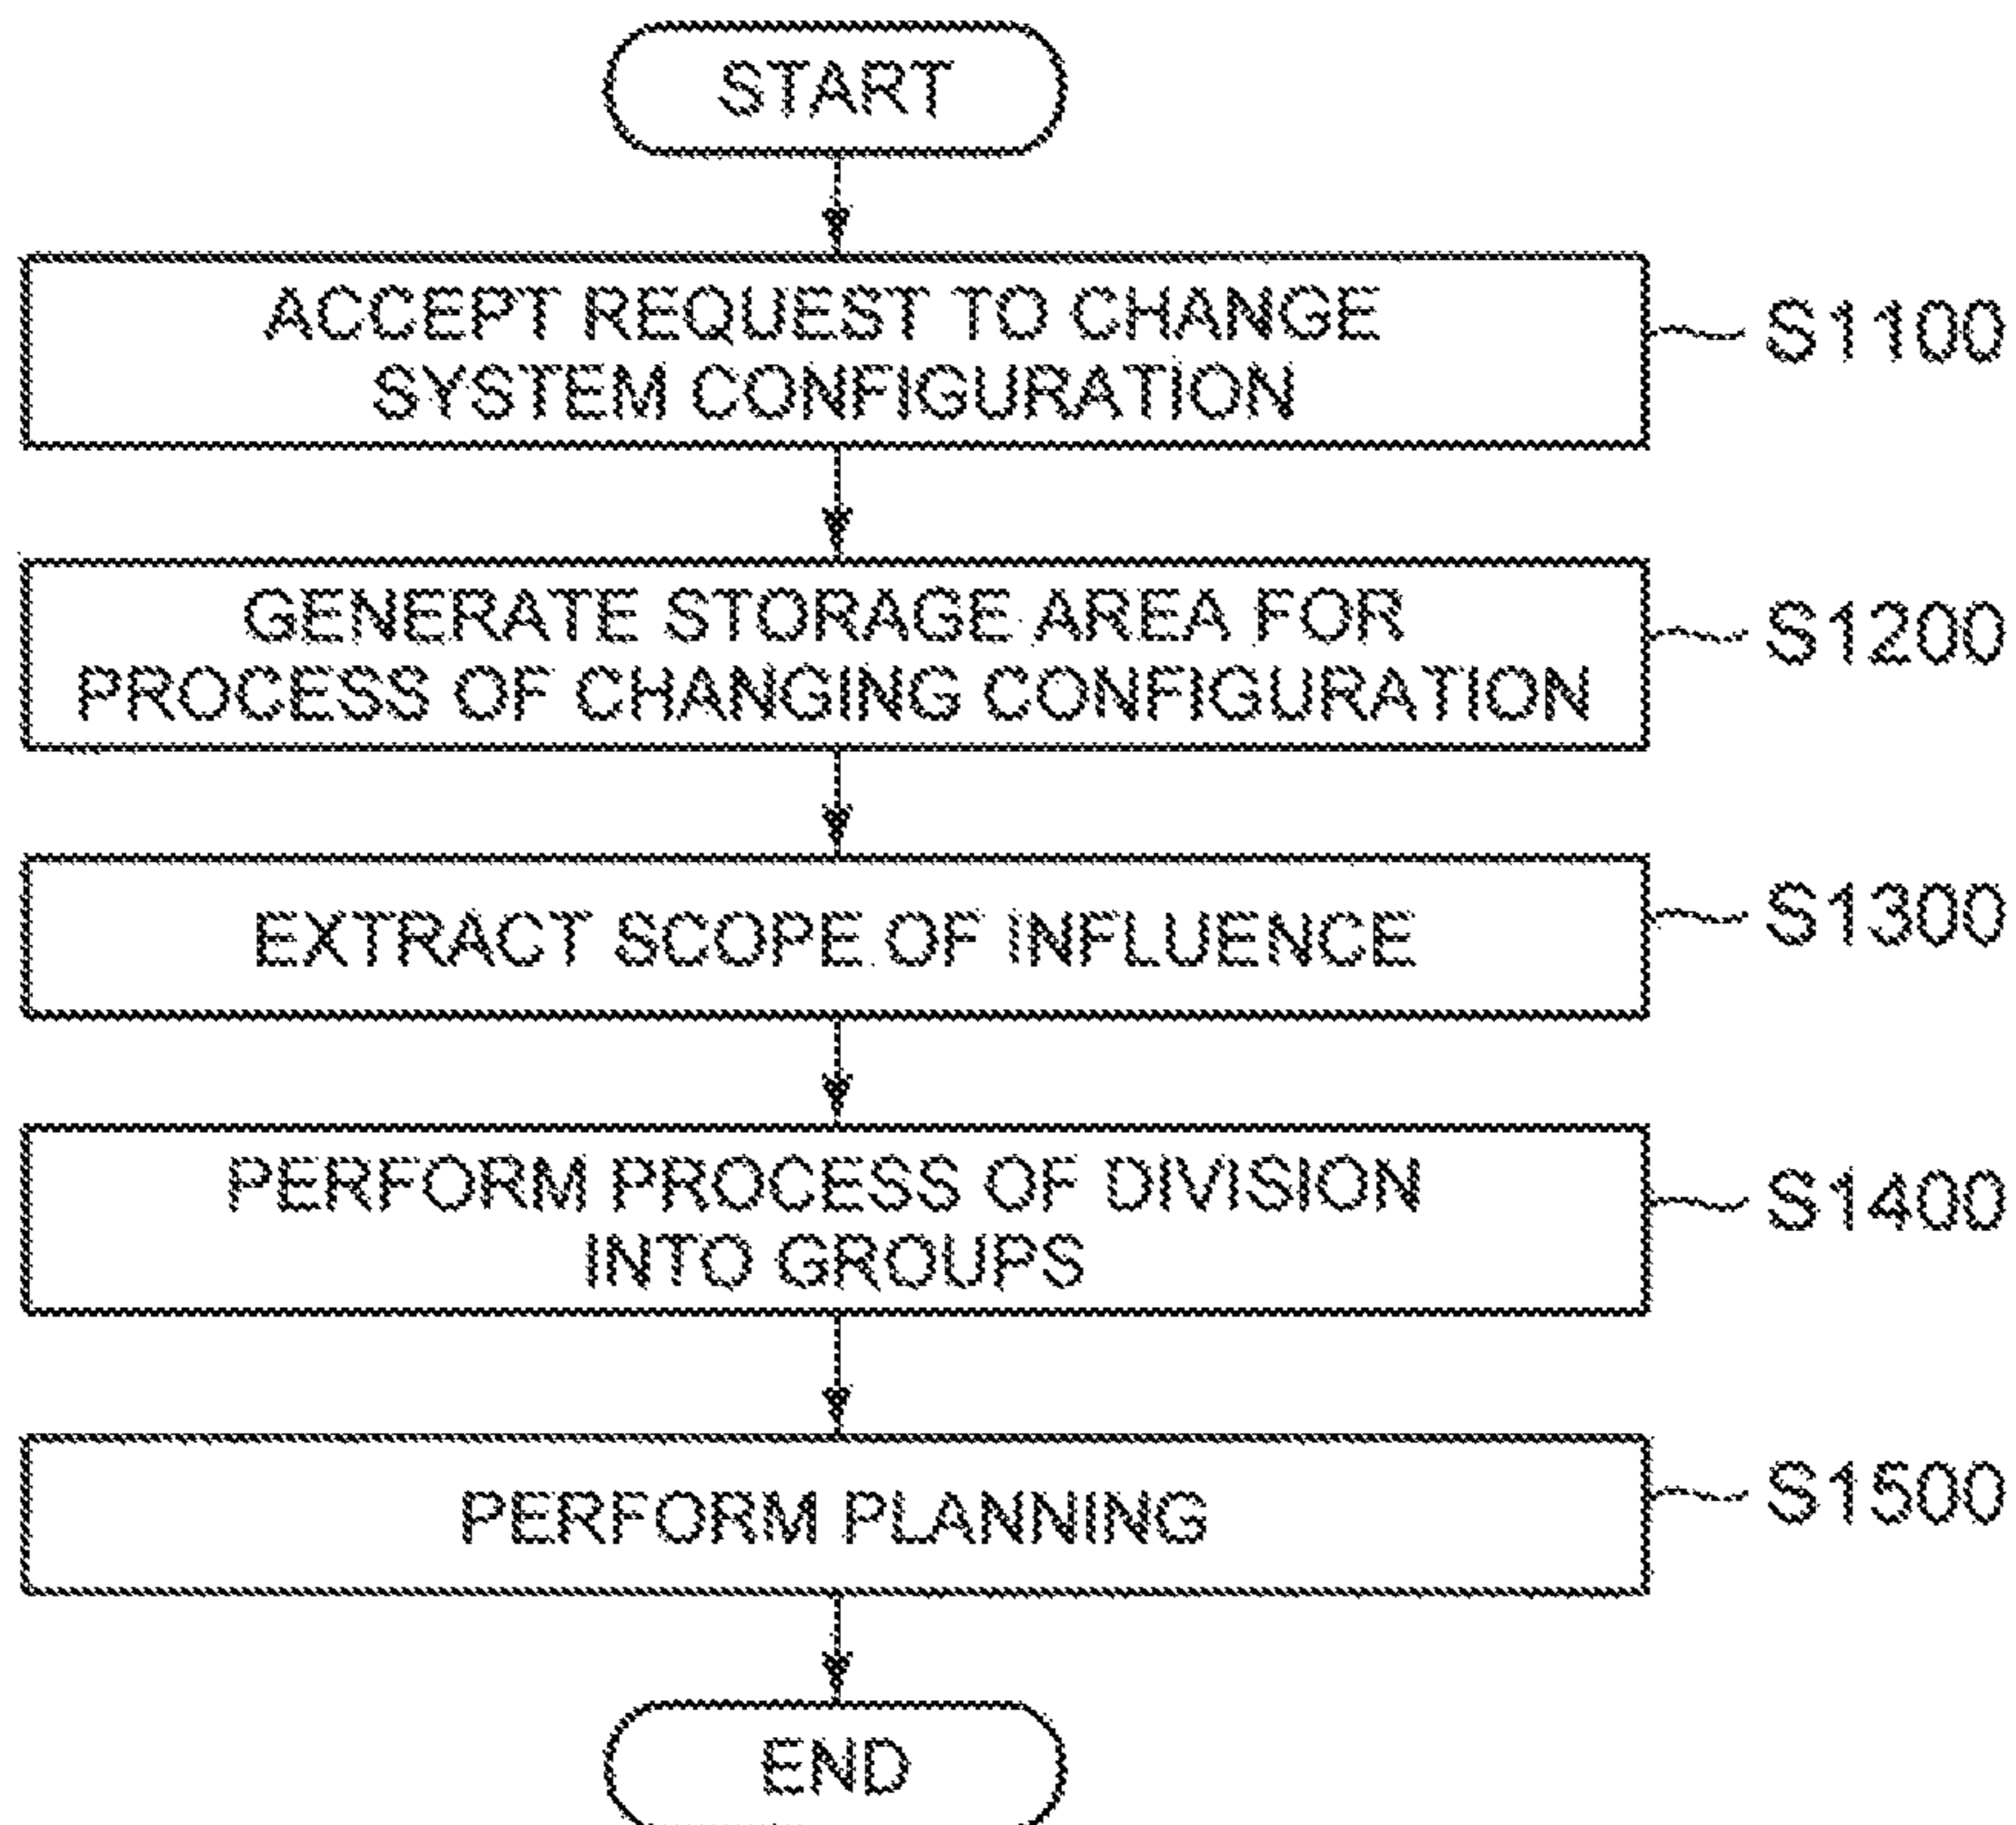 START
ACCEPT REQUEST TO CHANGE
SYSTEM CONFIGURATION
S1100
GENERATE STORAGE AREA FOR
PROCESS OF CHANGING CONFIGURATION
S1200
EXTRACT SCOPE OF INFLUENCE
S1300
PERFORM PROCESS OF DIVISION
INTO GROUPS
S1400
PERFORM PLANNING
S1500
END